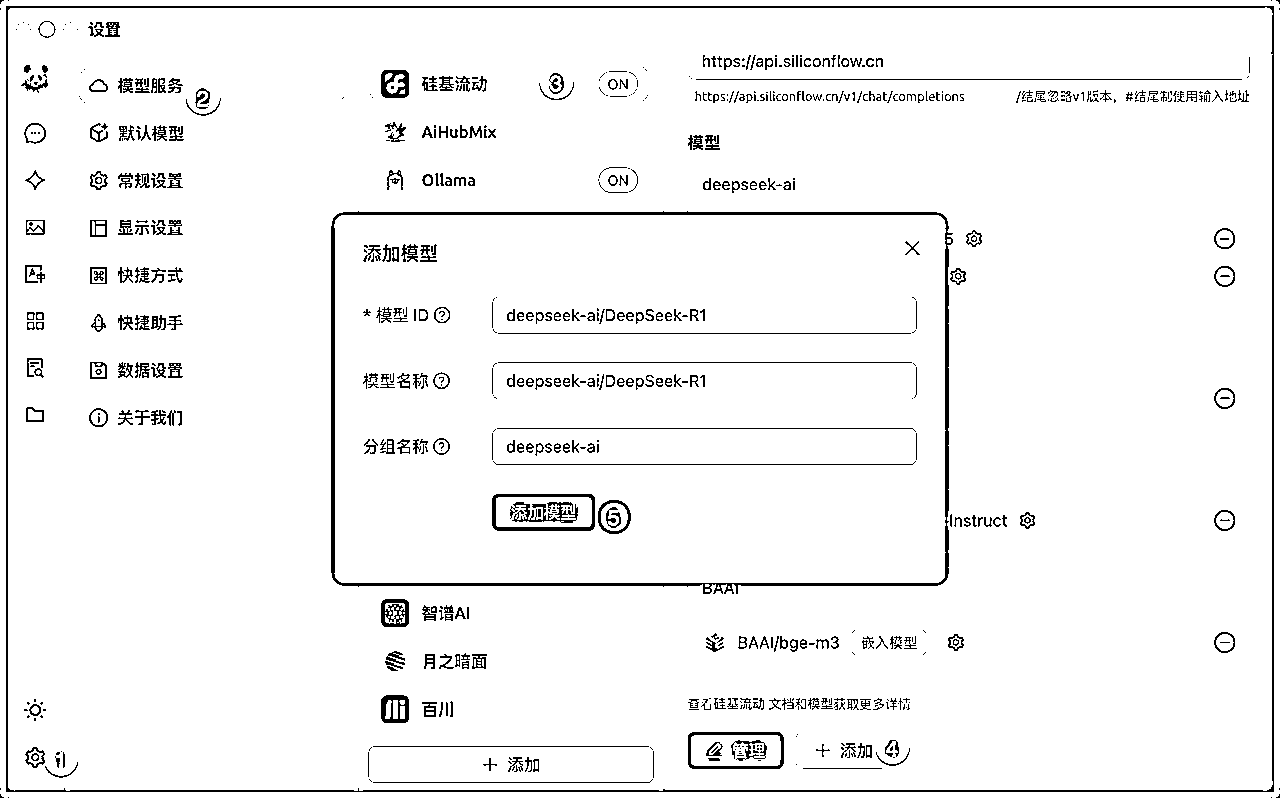 设置
模型服务
2
默认模型
常规设置
显示设置
快捷方式
快捷助手
数据设置
关于我们
1
硅基流动
3
ON
AiHubMix
Ollama
ON
智谱AI
月之暗面
百川
+ 添加
https://api.siliconflow.cn
https://api.siliconflow.cn/v1/chat/completions
/结尾忽略v1版本，#结尾制使用输入地址
模型
deepseek-ai
5
添加模型
* 模型 ID ?
deepseek-ai/DeepSeek-R1
模型名称 ?
deepseek-ai/DeepSeek-R1
分组名称 ?
deepseek-ai
添加模型
5
Instruct
BAAI
BAAI/bge-m3 嵌入模型
查看硅基流动 文档和模型获取更多详情
管理
+ 添加
4